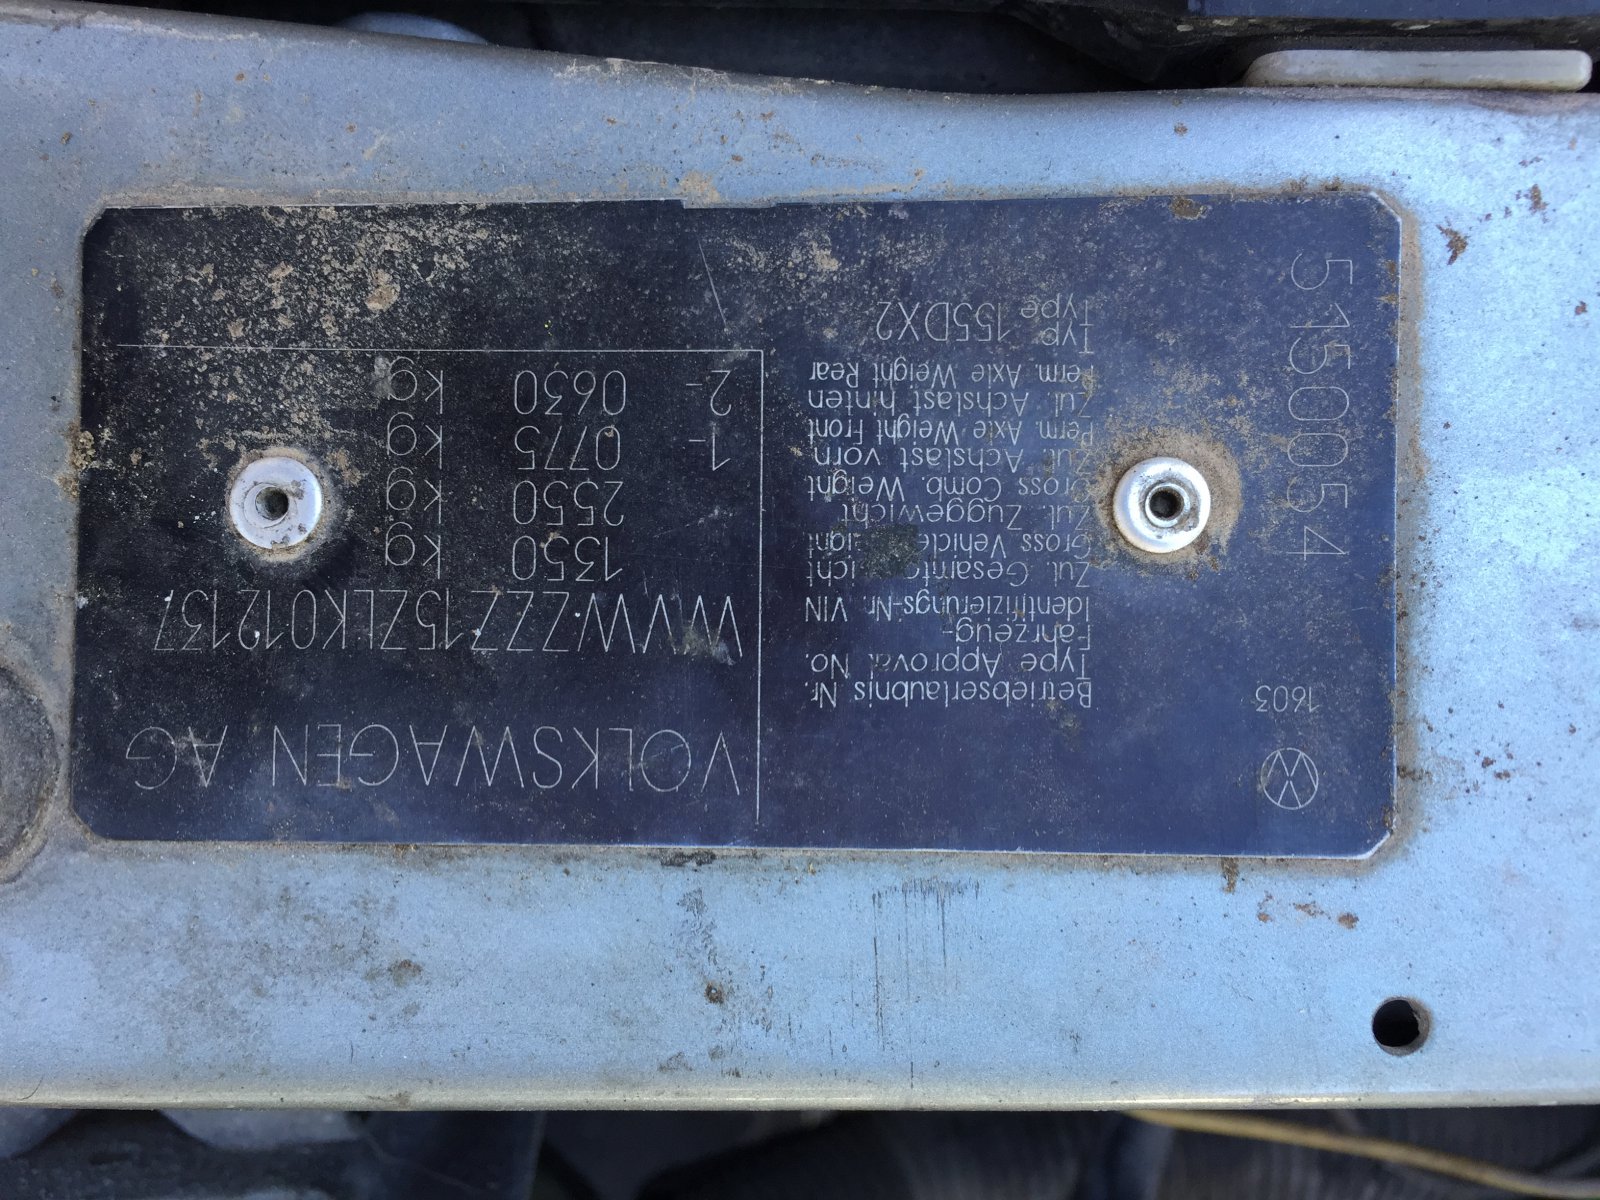 VOLKSWAGEN AG
1603
Betriebserlaubnis Nr.
Type Approval No.
Fahrzeug-
Identifizierungs-Nr. VIN WVWZZZ15ZLK012137
Zul. Gesamtgewicht 1350 kg
Gross Vehicle Weight
Zul. Zuggewicht 2550 kg
Gross Comb. Weight
Zul. Achslast vorn 1- 0775 kg
Perm. Axle Weight Front
Zul. Achslast hinten 2- 0630 kg
Perm. Axle Weight Rear
Typ 155DX2
Type
5150054